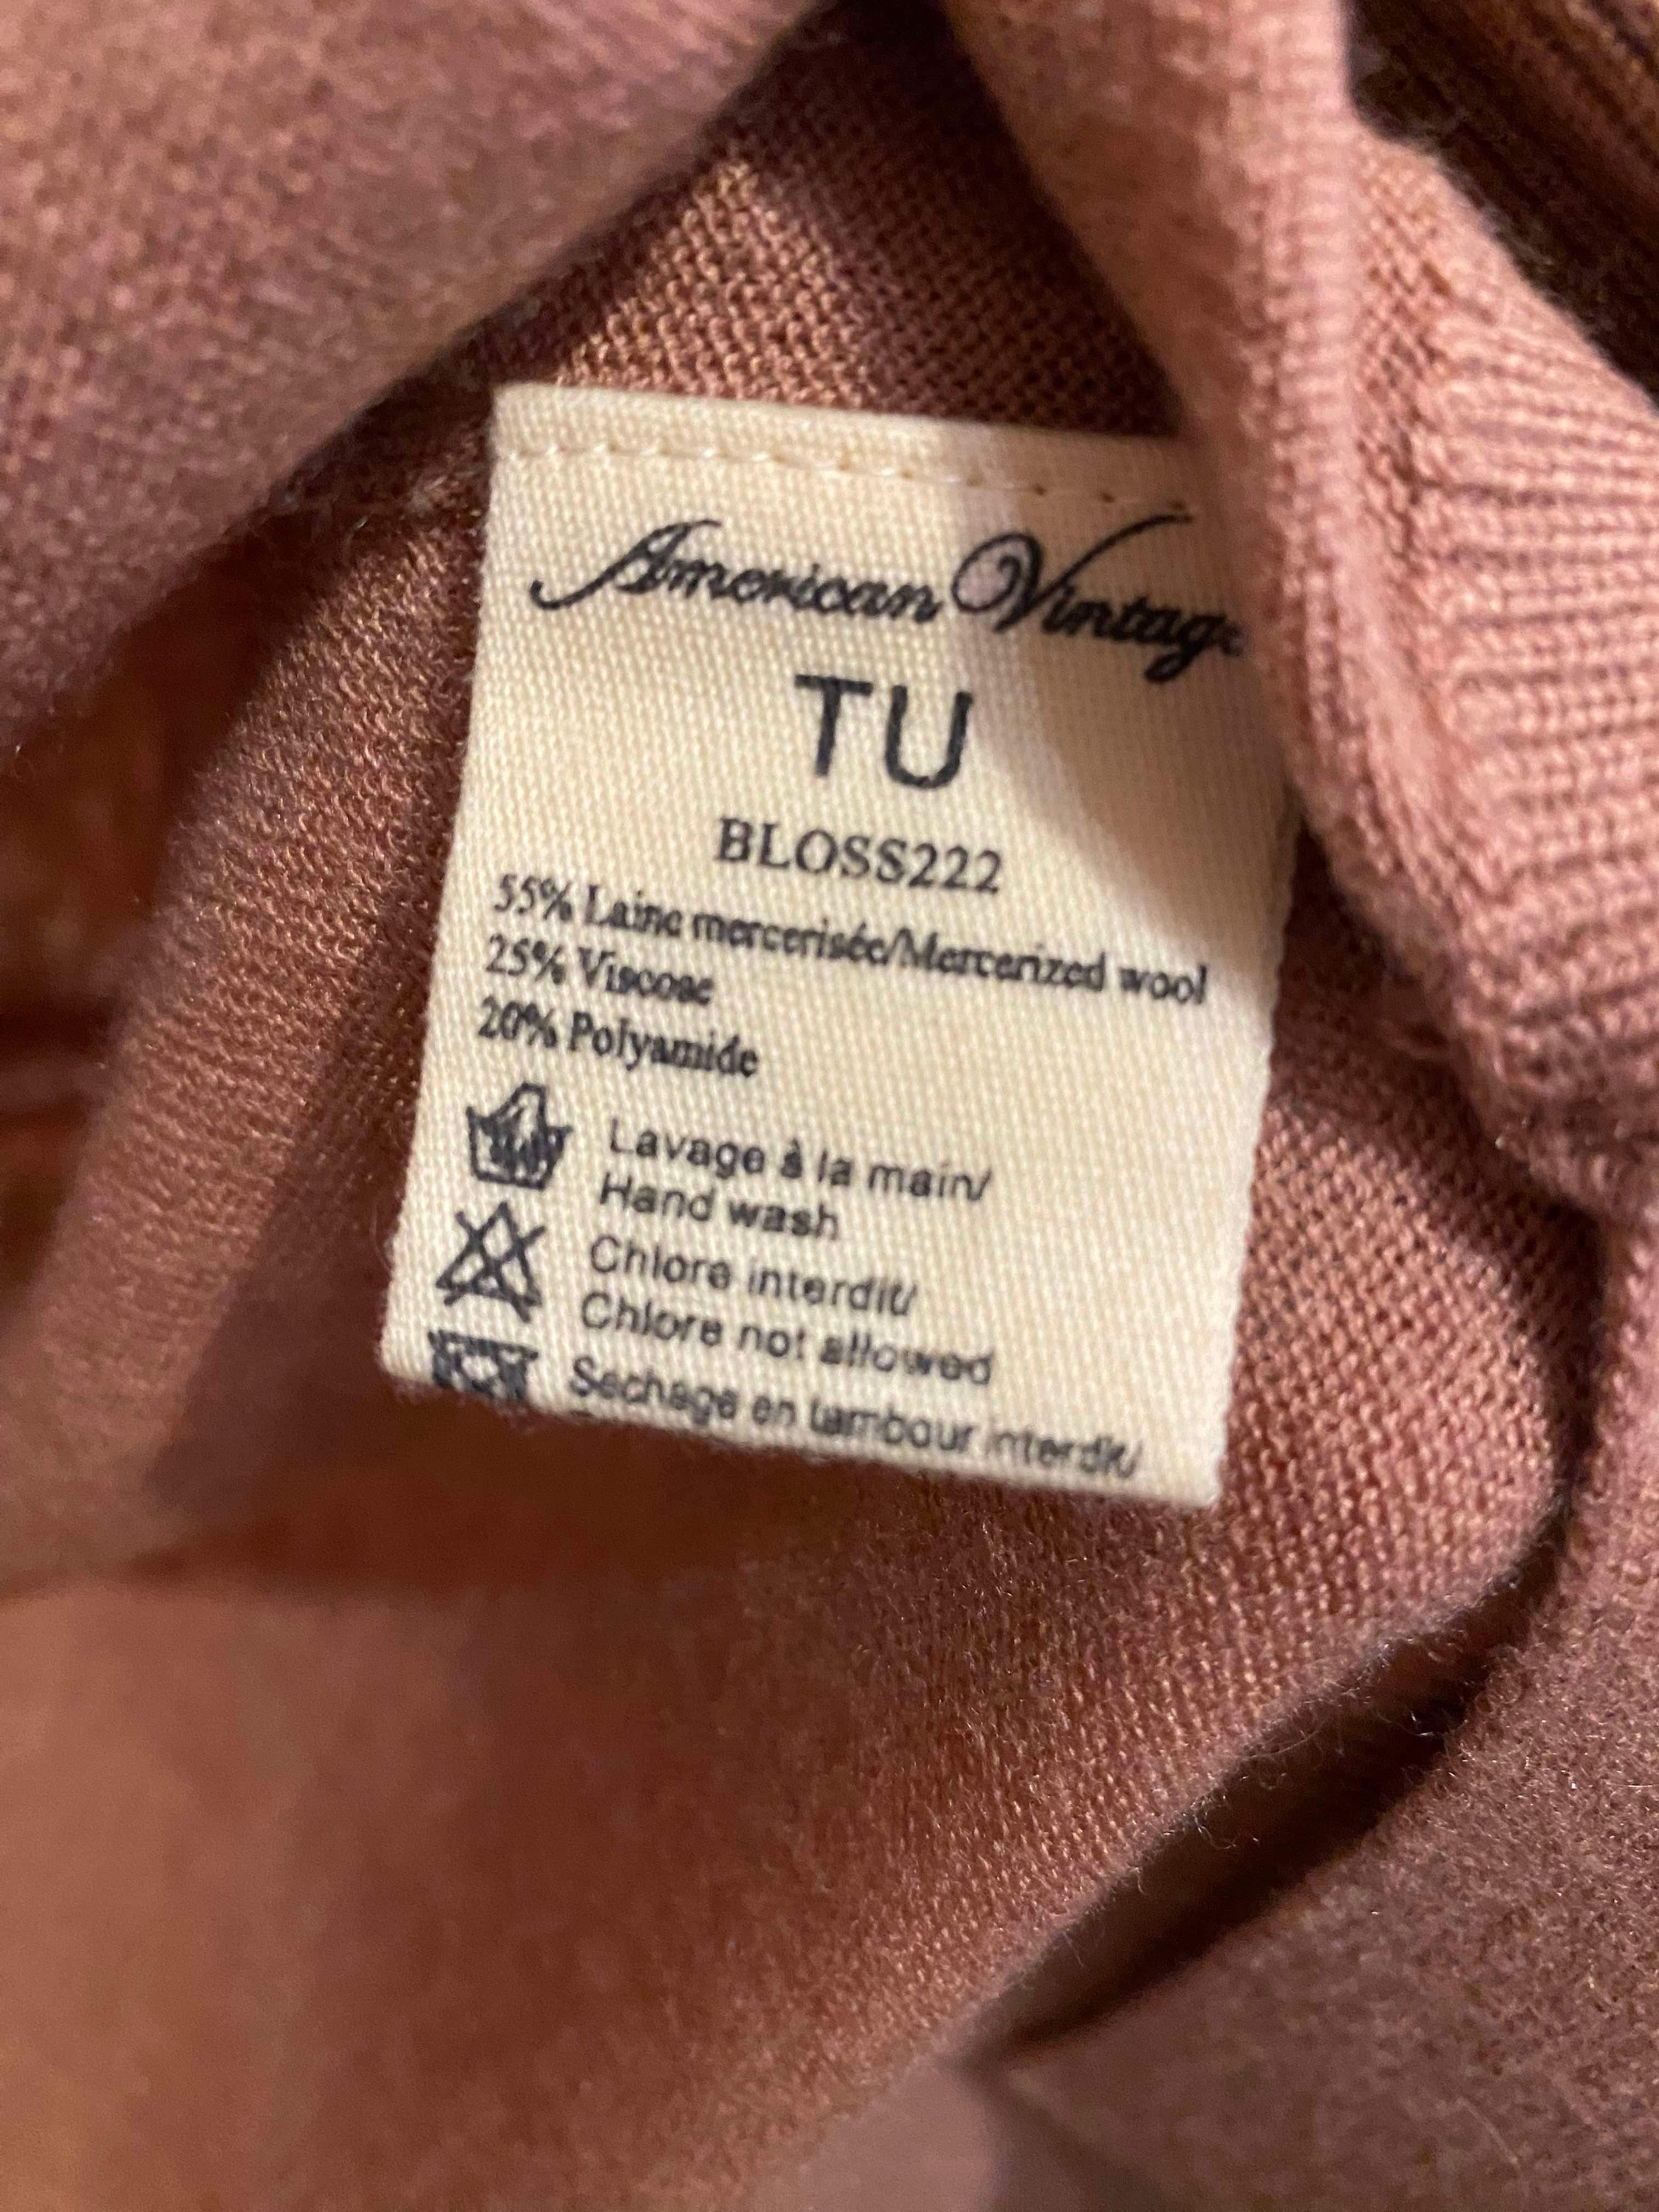 American Vintage
TU
BLOSS222
55% Laine mercerisée/Mercerized wool
25% Viscose
20% Polyamide
Lavage à la main/
Hand wash
Chlore interdit/
Chlore not allowed
Sechage en tambour interdit/